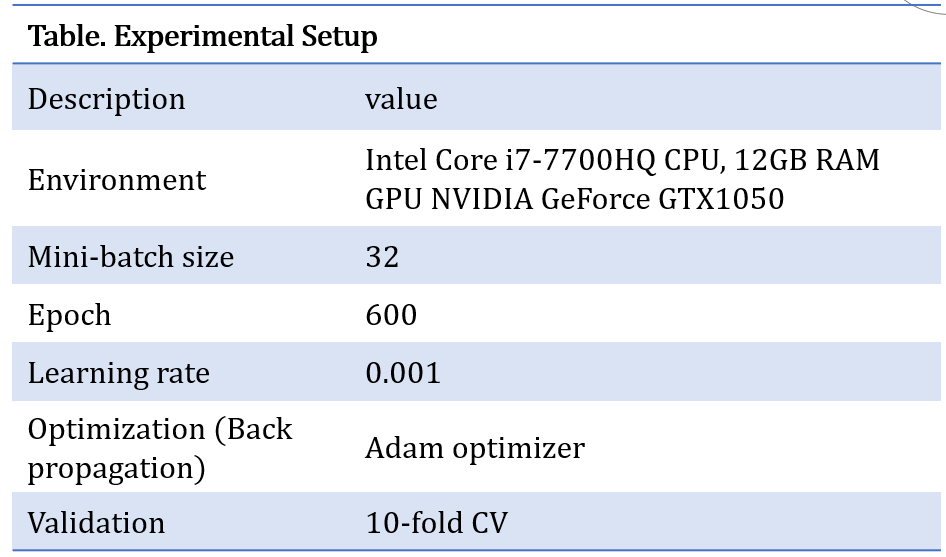 Table. Experimental Setup
Description value
Environment Intel Core i7-7700HQ CPU, 12GB RAM
GPU NVIDIA GeForce GTX1050
Mini-batch size 32
Epoch 600
Learning rate 0.001
Optimization (Back
propagation) Adam optimizer
Validation 10-fold CV